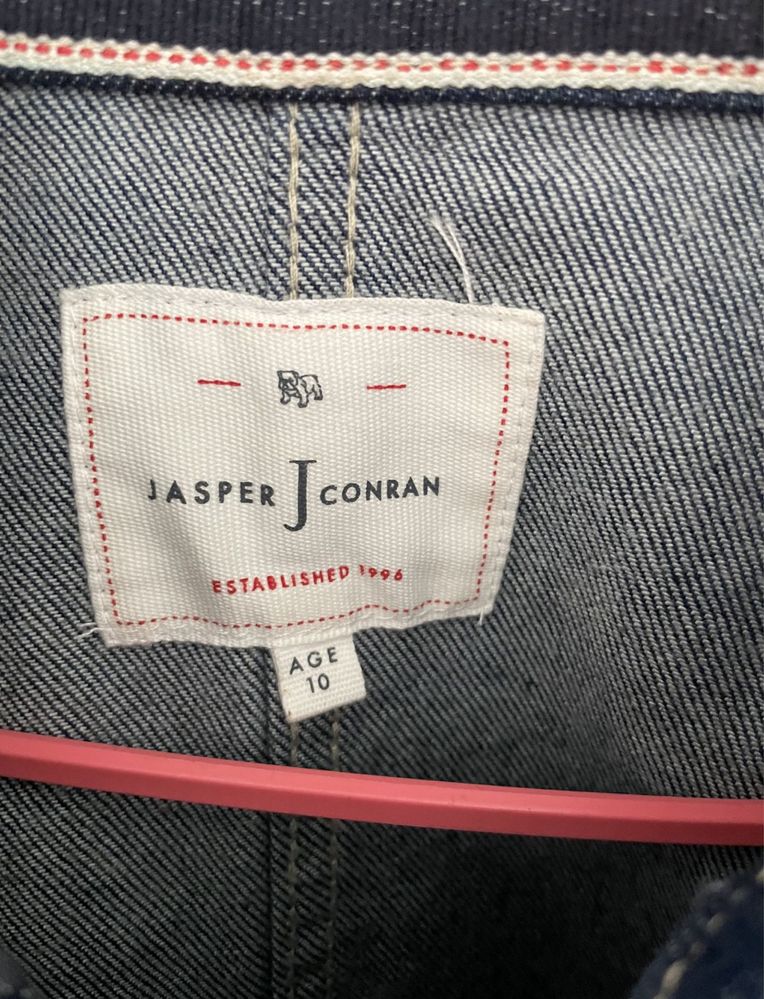 JASPER J CONRAN
ESTABLISHED 1996
AGE
10